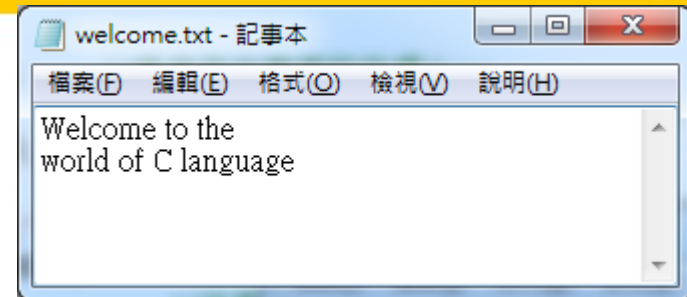 welcome.txt - 記事本
檔案(F) 編輯(E) 格式(O) 檢視(V) 說明(H)
Welcome to the
world of C language